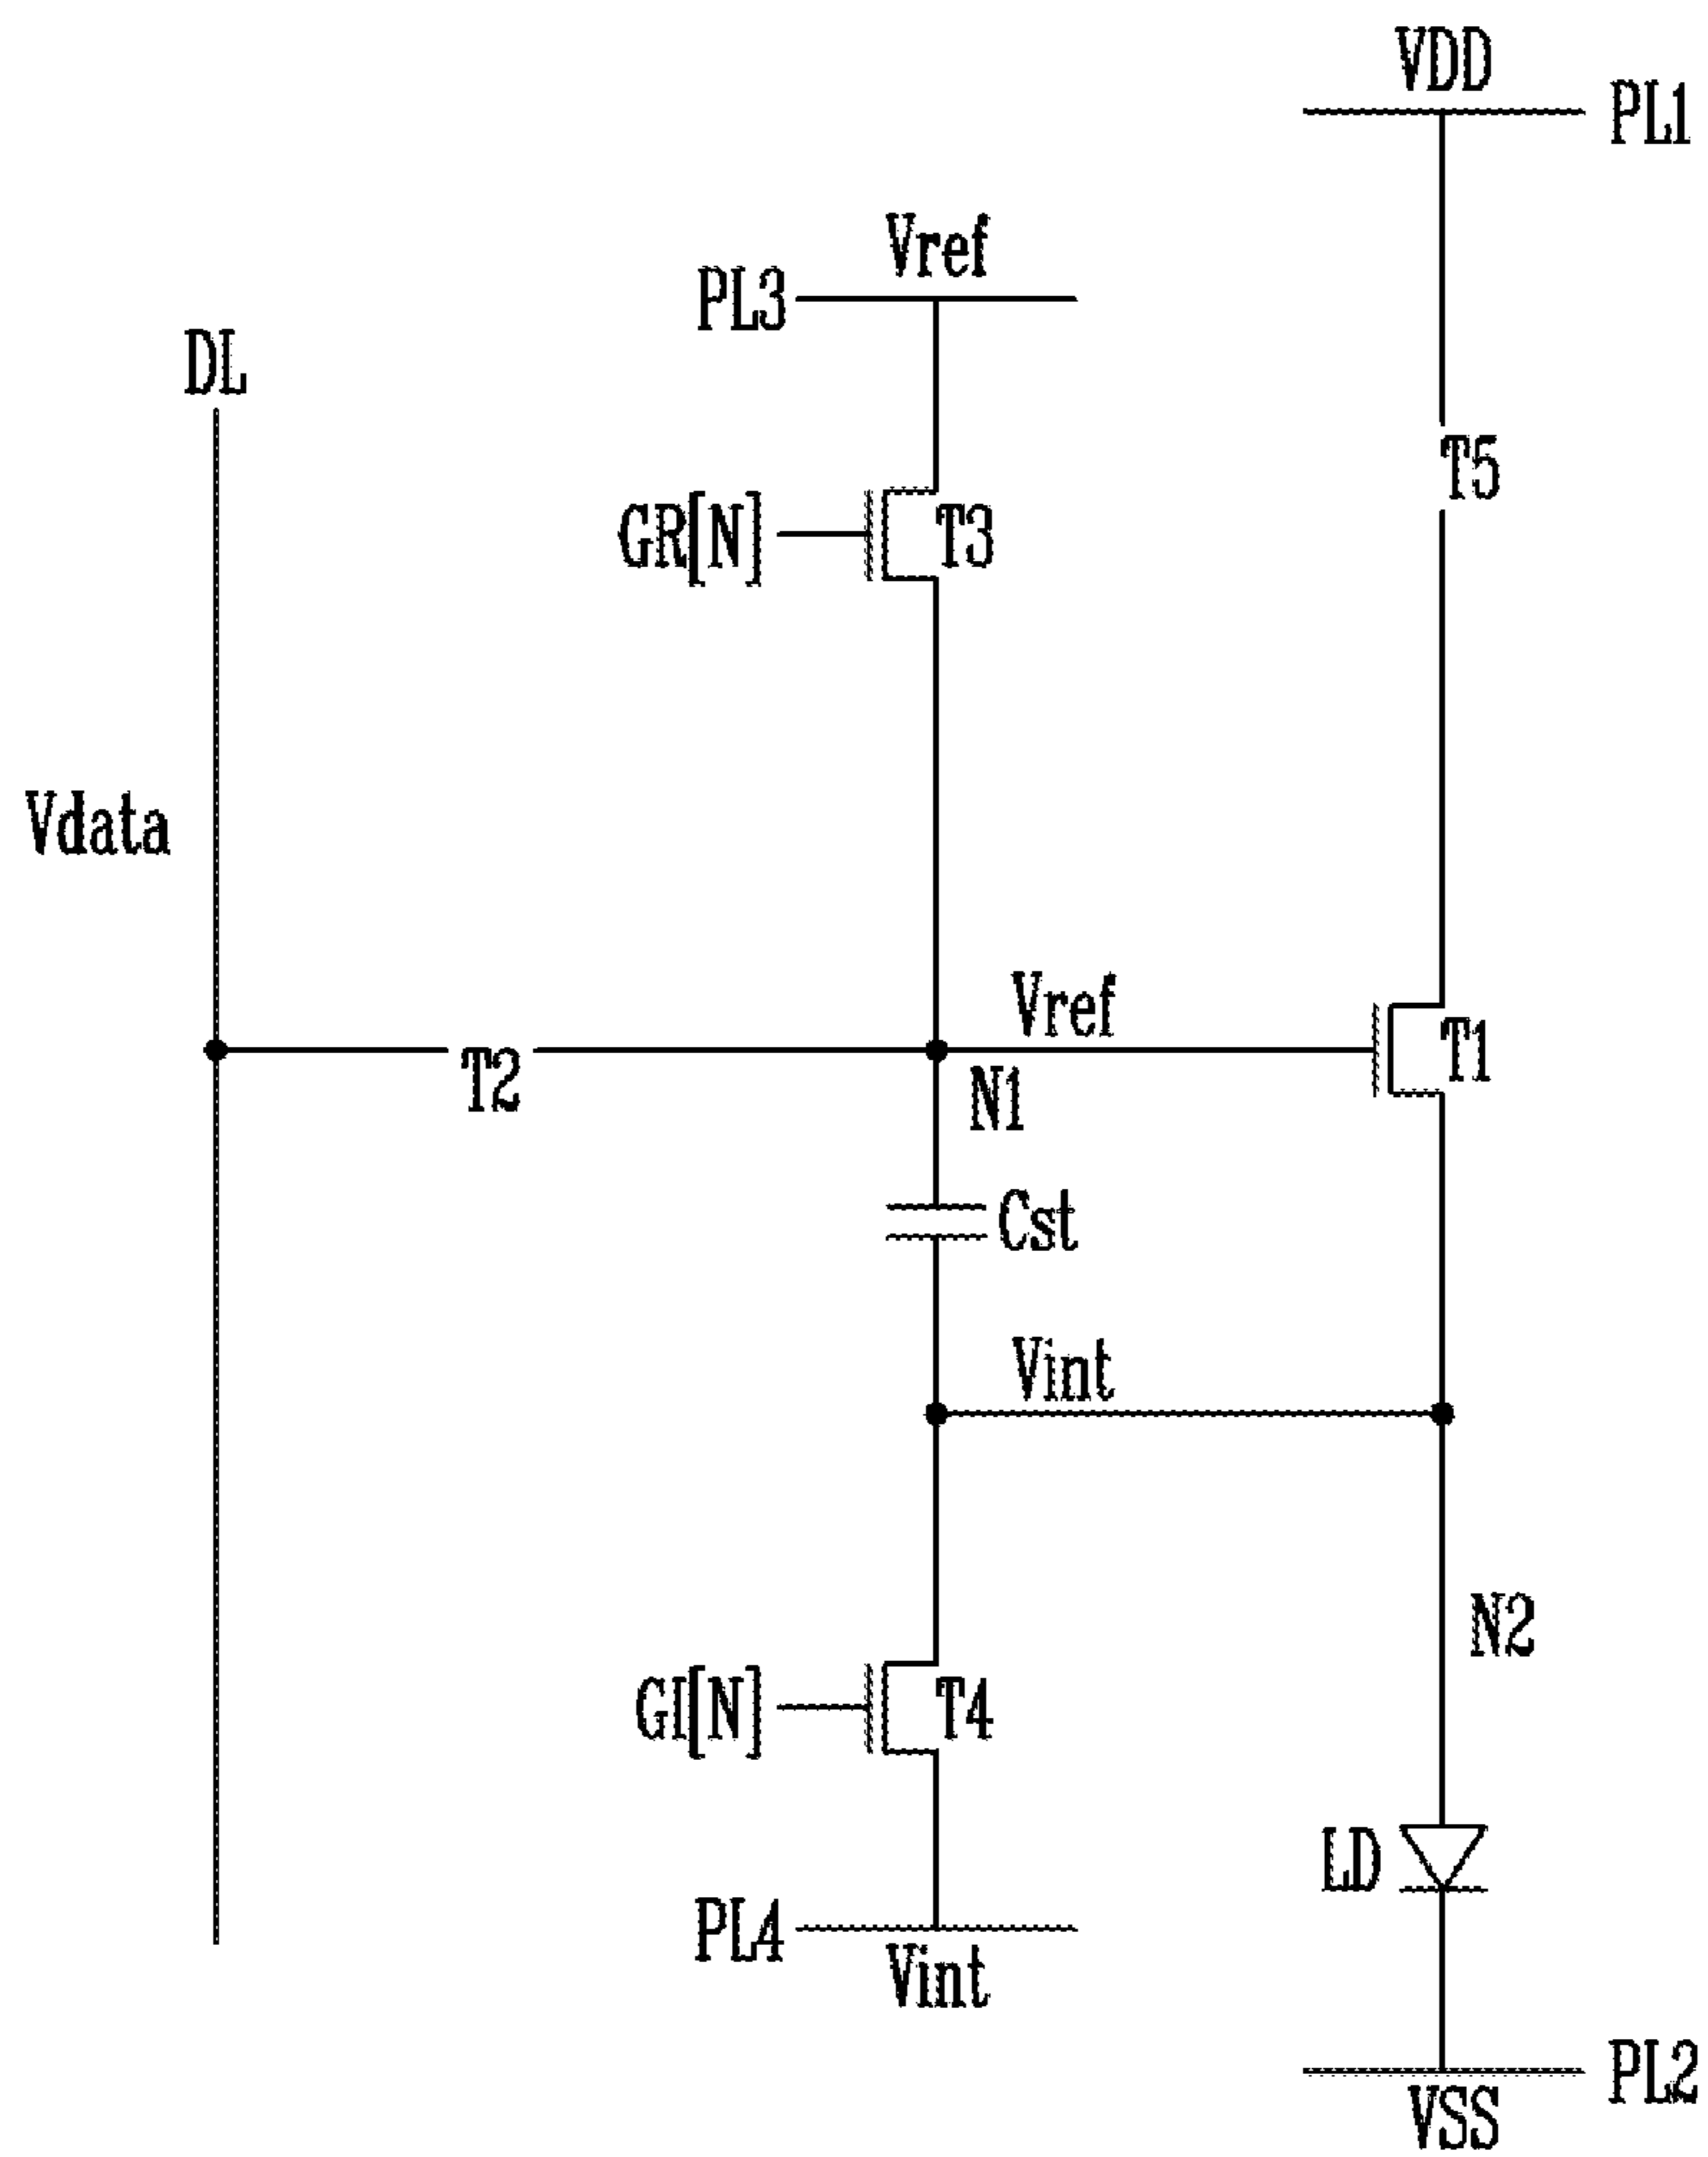 VDD
PL1
Vref
PL3
DL
T5
GR[N]
T3
Vdata
Vref
T2
N1
T1
Cst
Vint
N2
GI[N]
T4
LD
PL4
Vint
PL2
VSS